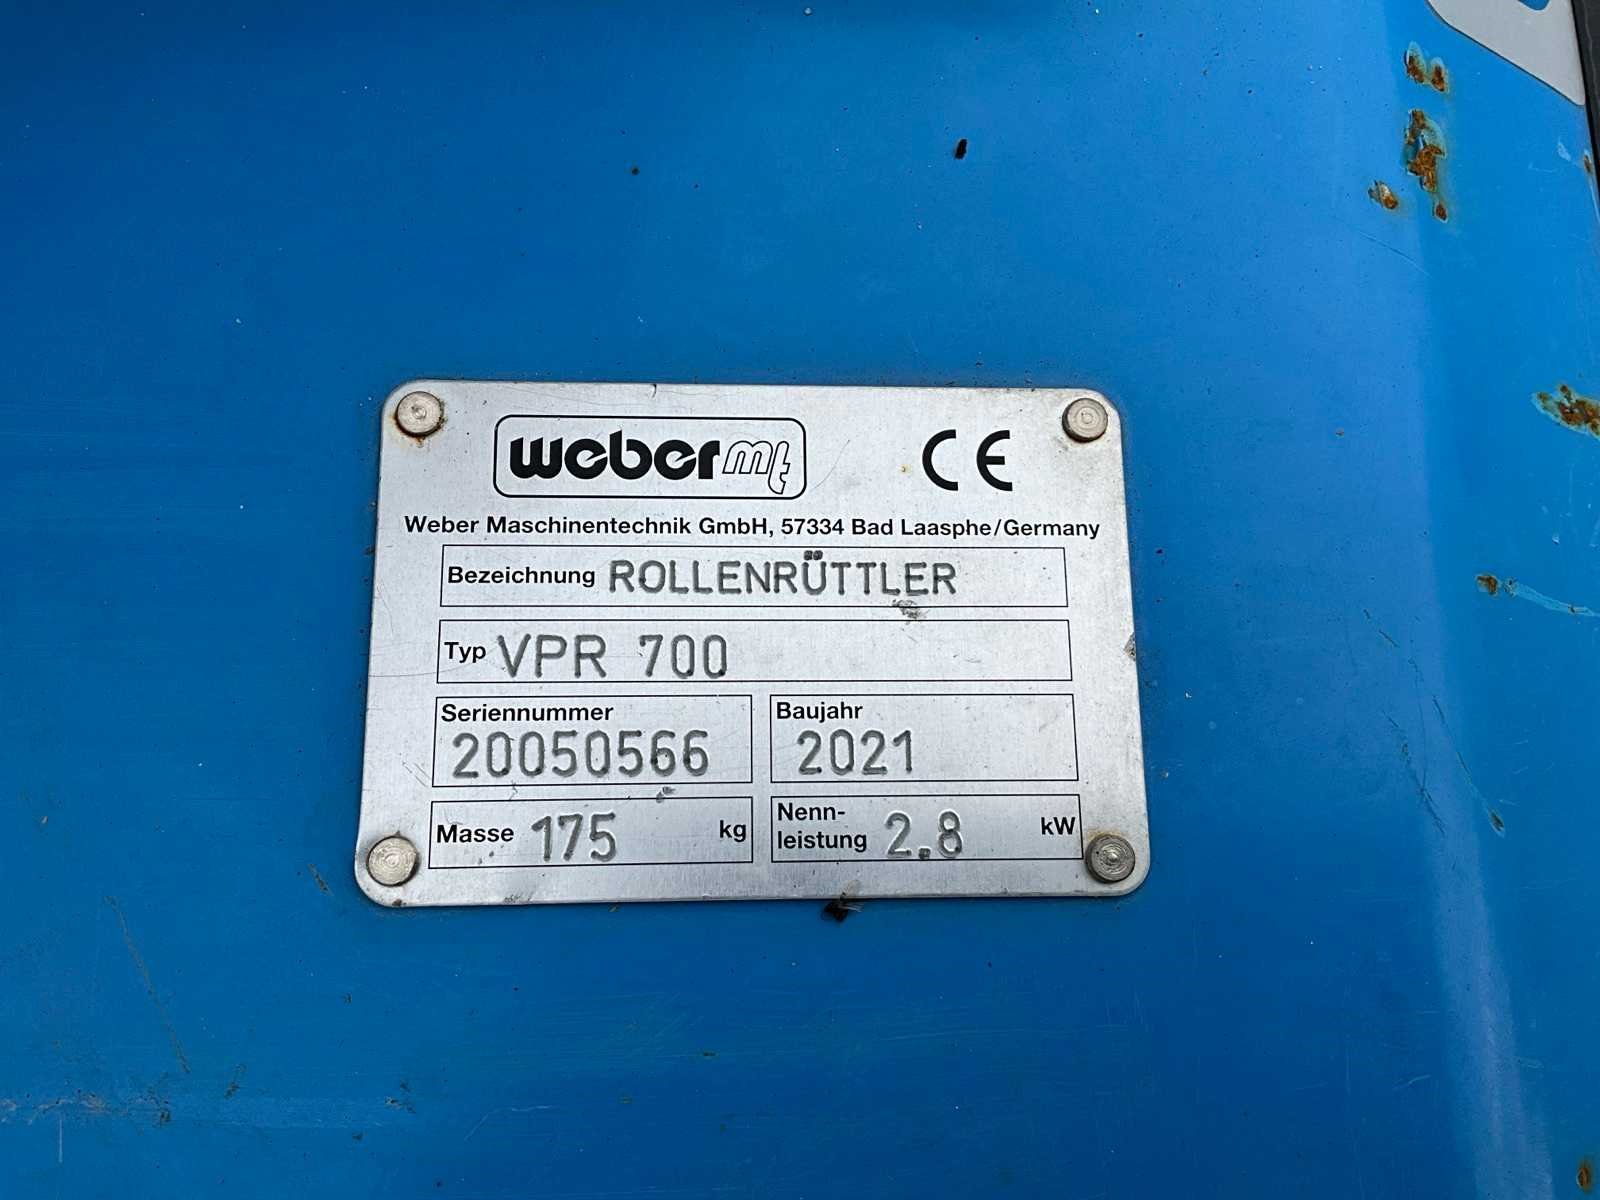 weber mt CE
Weber Maschinentechnik GmbH, 57334 Bad Laasphe/Germany
Bezeichnung ROLLENRÜTTLER
Typ VPR 700
Seriennummer
20050566
Baujahr
2021
Masse 175 kg
Nenn-
leistung 2.8 kW